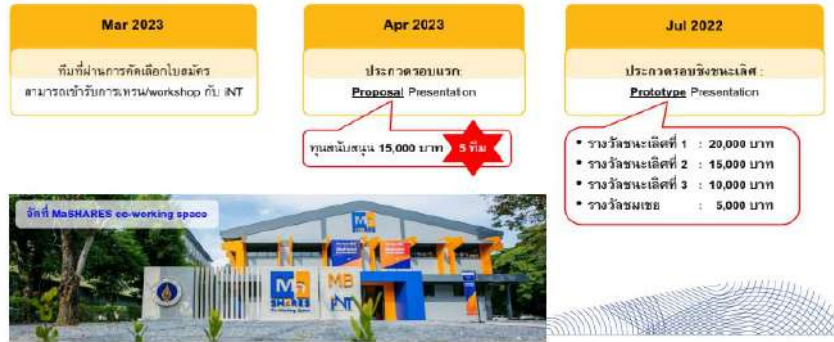 Mar 2023
ทีมที่ผ่านการคัดเลือกใบสมัคร
สามารถเข้ารับการเทรน/workshop กับ iNT
Apr 2023
ประกวดรอบแรก:
Proposal Presentation
ทุนสนับสนุน 15,000 บาท
5 ทีม
Jul 2022
ประกวดรอบชิงชนะเลิศ :
Prototype Presentation
• รางวัลชนะเลิศที่ 1 : 20,000 บาท
• รางวัลชนะเลิศที่ 2 : 15,000 บาท
• รางวัลชนะเลิศที่ 3 : 10,000 บาท
• รางวัลชมเชย : 5,000 บาท
จัดที่ MaSHARES co-working space
Ma
SHARES
Co-Working Space
MB
iNT